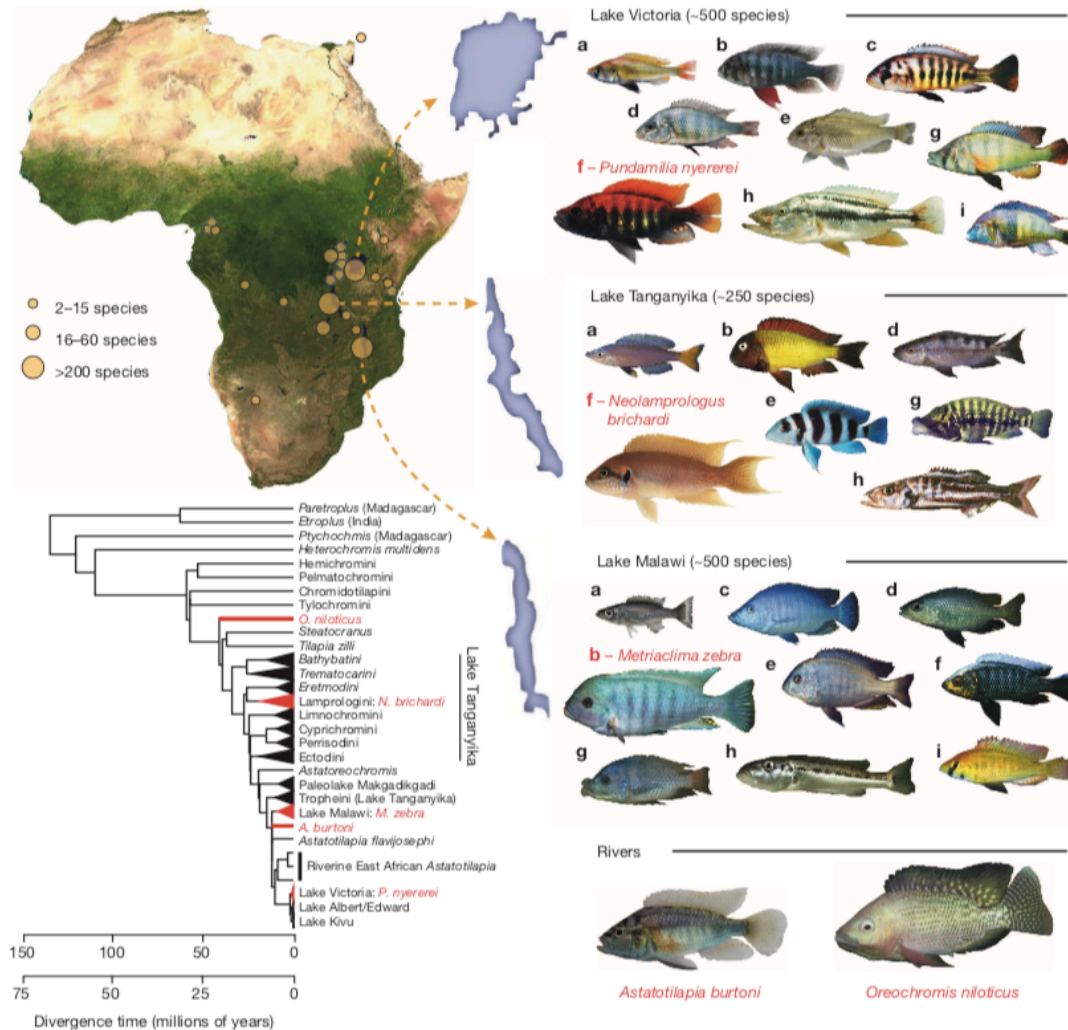 Lake Victoria (~500 species)
a
b
c
d
e
g
f – Pundamilia nyererei
h
i
2–15 species
16–60 species
>200 species
Lake Tanganyika (~250 species)
a
b
d
f – Neolamprologus
brichardi
e
g
h
Lake Malawi (~500 species)
a
c
d
b – Metriaclima zebra
e
f
g
h
i
Rivers
Astatotilapia burtoni
Oreochromis niloticus
Paretroplus (Madagascar)
Etroplus (India)
Ptychochmis (Madagascar)
Heterochromis multidens
Hemichromini
Pelmatochromini
Chromidotilapini
Tylochromini
O. niloticus
Steatocranus
Tilapia zilli
Bathybatini
Trematocarini
Eretmodini
Lamprologini: N. brichardi
Limnochromini
Cyprichromini
Perrisodini
Ectodini
Lake Tanganyika
Astatoreochromis
Paleolake Makgadikgadi
Tropheini (Lake Tanganyika)
Lake Malawi: M. zebra
A. burtoni
Astatotilapia flavijosephi
Riverine East African Astatotilapia
Lake Victoria: P. nyererei
Lake Albert/Edward
Lake Kivu
150 100 50 0
75 50 25 0
Divergence time (millions of years)